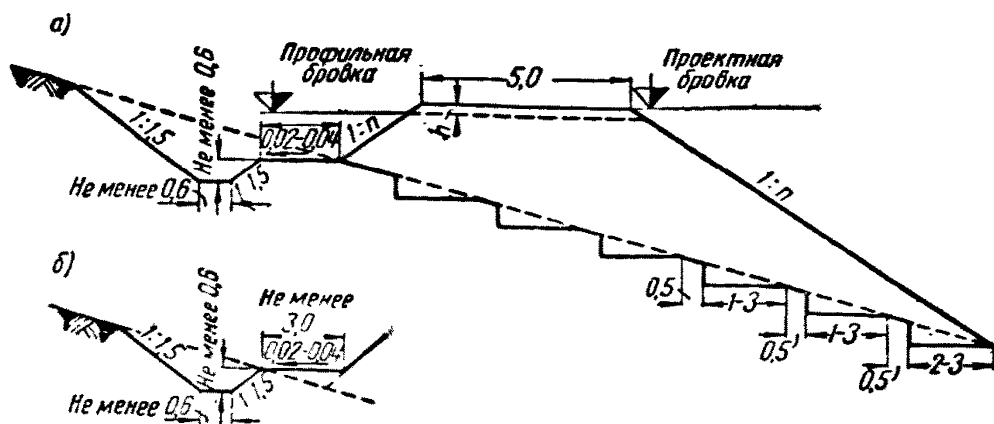 а)
Профильная
бровка
Проектная
бровка
5,0
Не менее 0,6
1:1,5
0,02-0,04
1:n
h
1:n
Не менее 0,6
1:1,5
0,5
1-3
0,5
1-3
0,5
2-3
б)
Не менее 0,6
Не менее
3,0
0,02-0,04
1:1,5
Не менее
0,6
1:1,5